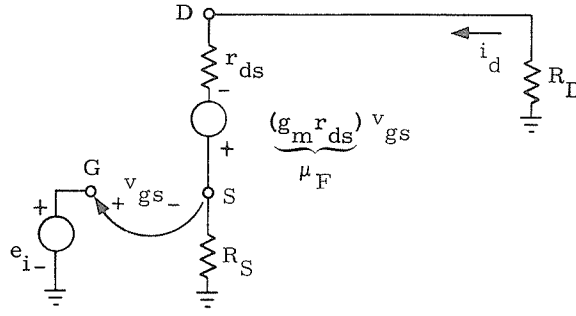 D
r_ds
-
i_d
R_D
(g_m r_ds) v_gs
μ_F
+
G
+ v_gs -
S
+
e_i -
R_S